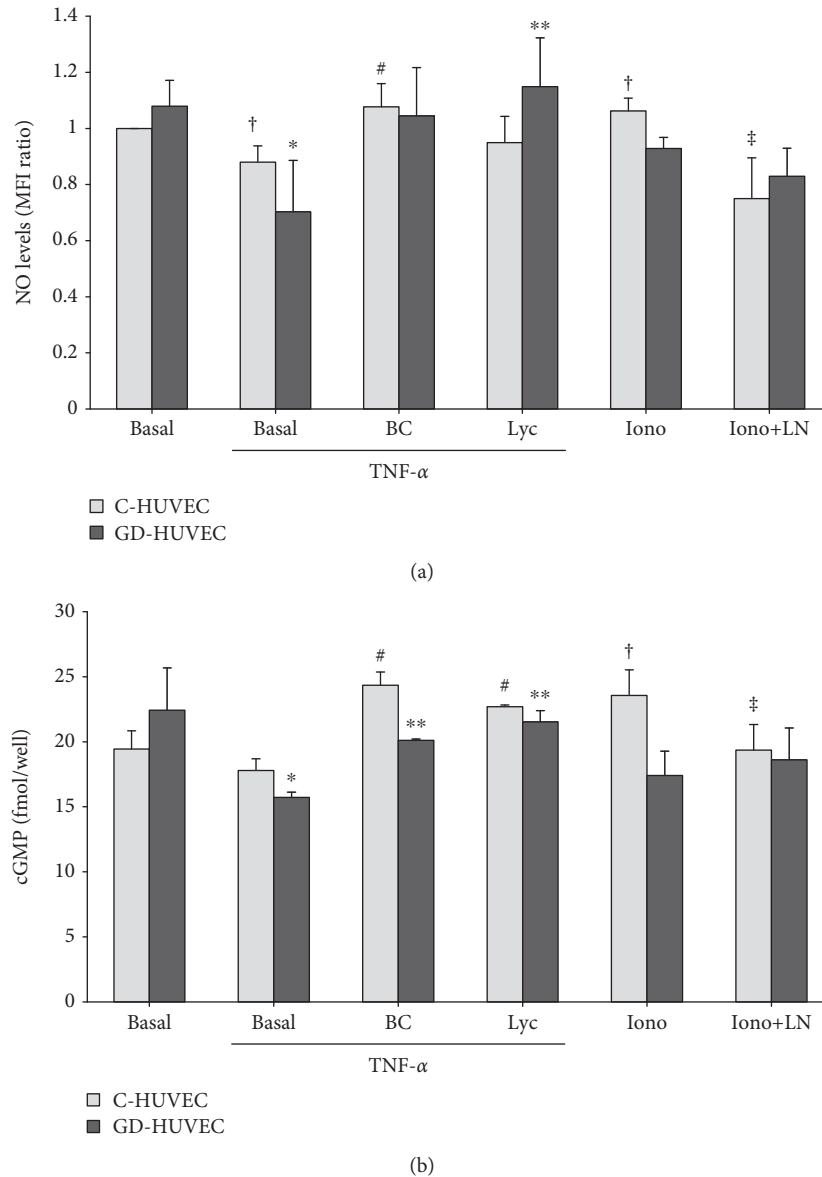 1.4
1.2
1
0.8
0.6
0.4
0.2
0
NO levels (MFI ratio)
† * # ** † ‡
Basal Basal BC Lyc Iono Iono+LN
TNF-α
C-HUVEC
GD-HUVEC
(a)
30
25
20
15
10
5
0
cGMP (fmol/well)
* # ** # ** † ‡
Basal Basal BC Lyc Iono Iono+LN
TNF-α
C-HUVEC
GD-HUVEC
(b)